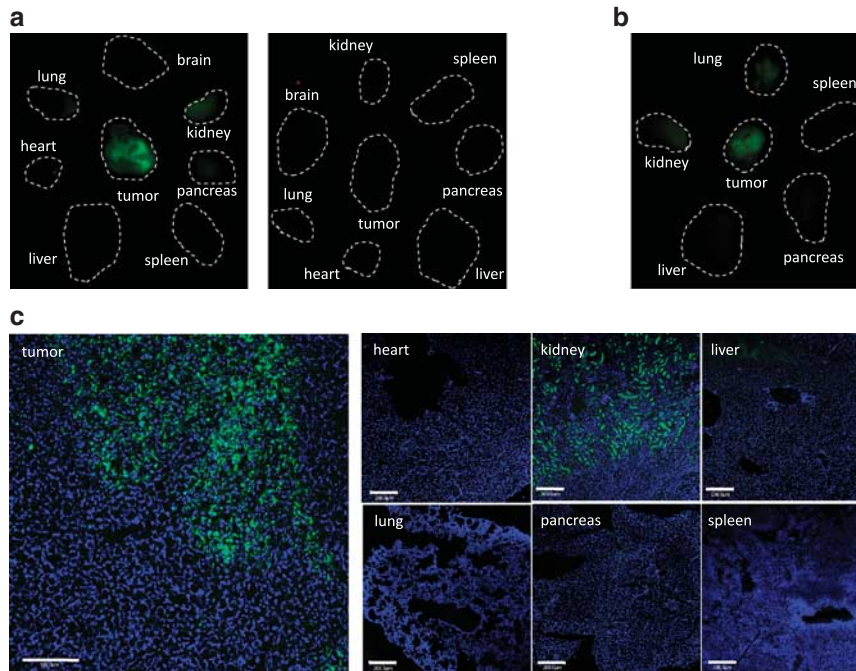 a
brain
lung
kidney
heart
tumor
pancreas
liver
spleen
kidney
spleen
brain
pancreas
lung
tumor
heart
liver
b
lung
spleen
kidney
tumor
liver
pancreas
c
tumor
heart
kidney
liver
lung
pancreas
spleen